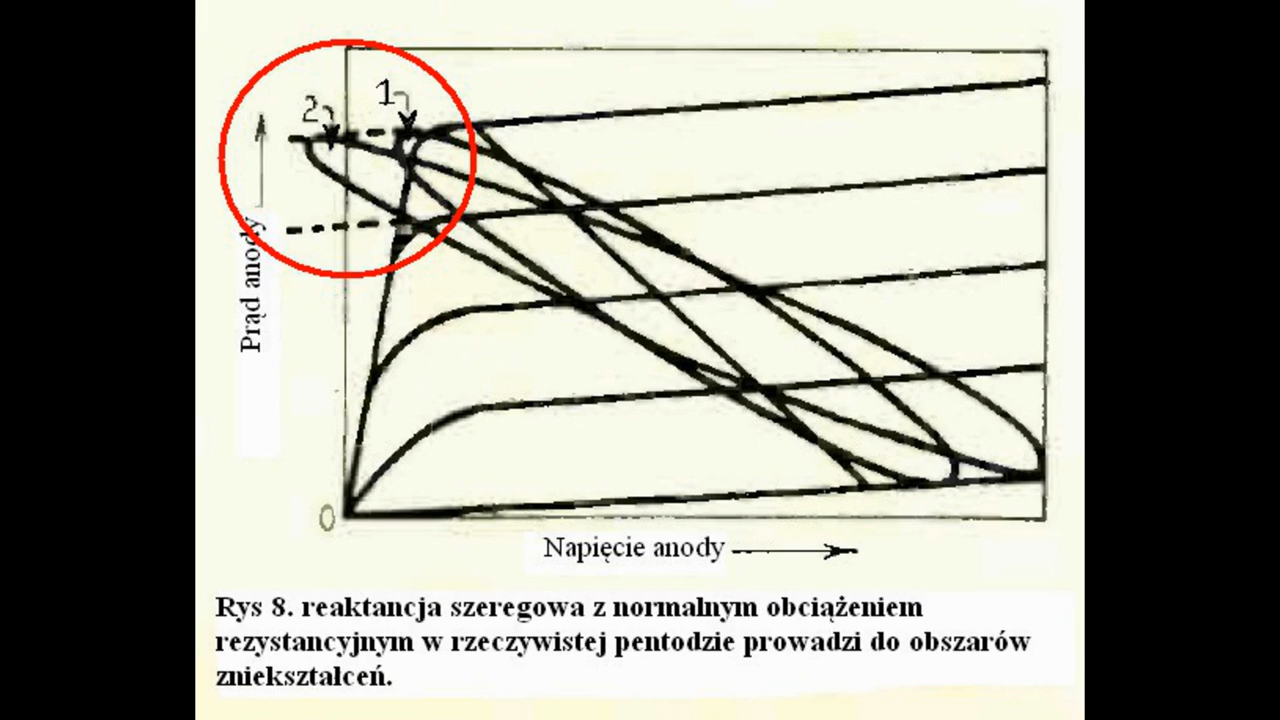 2
1
Prąd anody
0
Napięcie anody
Rys 8. reaktancja szeregowa z normalnym obciążeniem
rezystancyjnym w rzeczywistej pentodzie prowadzi do obszarów
zniekształceń.